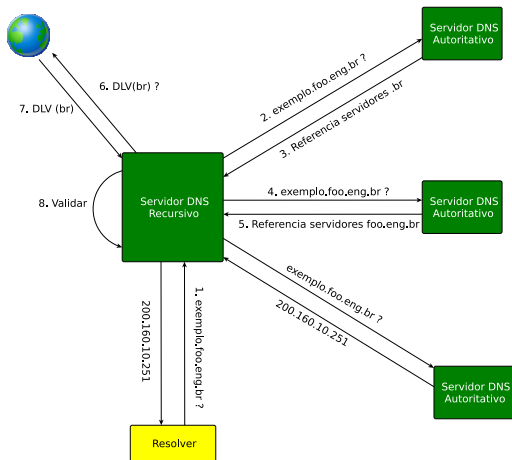 Servidor DNS
Autoritativo
6. DLV(br) ?
7. DLV (br)
2. exemplo.foo.eng.br ?
3. Referencia servidores .br
8. Validar
Servidor DNS
Recursivo
4. exemplo.foo.eng.br ?
5. Referencia servidores foo.eng.br
Servidor DNS
Autoritativo
exemplo.foo.eng.br ?
200.160.10.251
200.160.10.251
1. exemplo.foo.eng.br ?
Servidor DNS
Autoritativo
Resolver